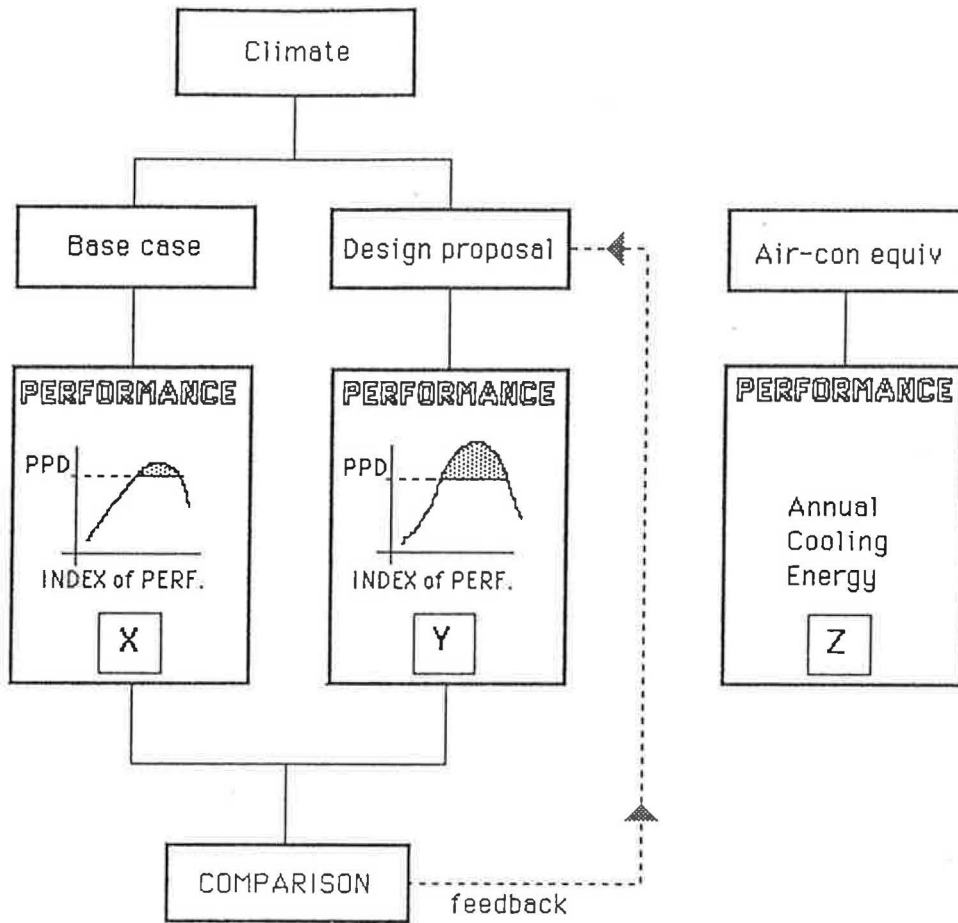 Climate
Base case
Design proposal
Air-con equiv
PERFORMANCE
PPD
INDEX of PERF.
X
PERFORMANCE
PPD
INDEX of PERF.
Y
PERFORMANCE
Annual
Cooling
Energy
Z
COMPARISON
feedback